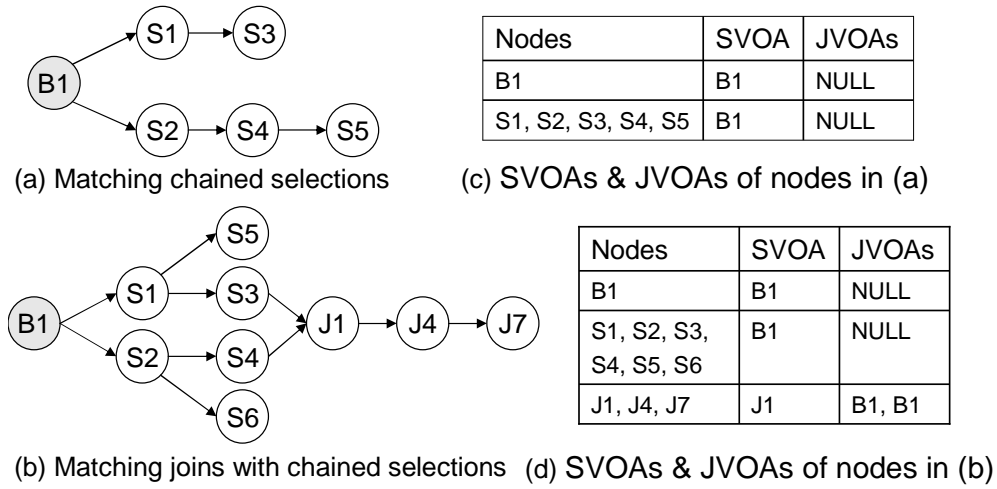 S1 S3
B1
S2 S4 S5
(a) Matching chained selections
Nodes SVOA JVOAs
B1 B1 NULL
S1, S2, S3, S4, S5 B1 NULL
(c) SVOAs & JVOAs of nodes in (a)
S5
S1 S3
B1 J1 J4 J7
S2 S4
S6
(b) Matching joins with chained selections
Nodes SVOA JVOAs
B1 B1 NULL
S1, S2, S3, B1 NULL
S4, S5, S6
J1, J4, J7 J1 B1, B1
(d) SVOAs & JVOAs of nodes in (b)